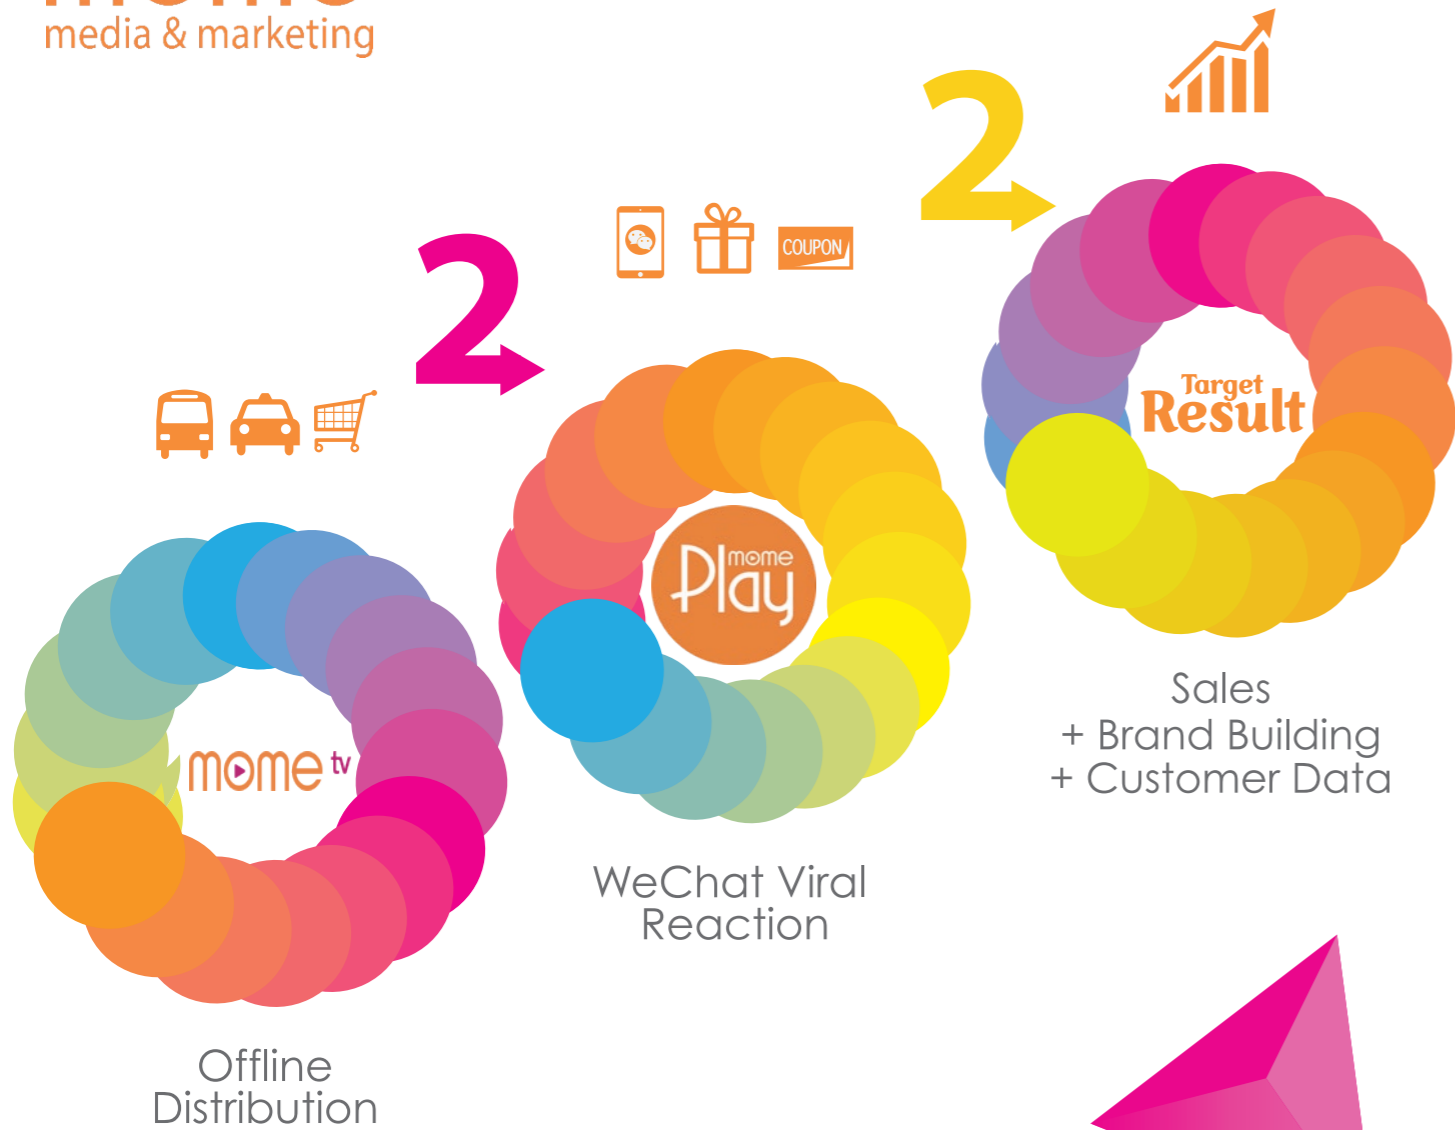 media & marketing
2
COUPON
2
Target
Result
mome
Play
Sales
+ Brand Building
+ Customer Data
mome tv
WeChat Viral
Reaction
Offline
Distribution